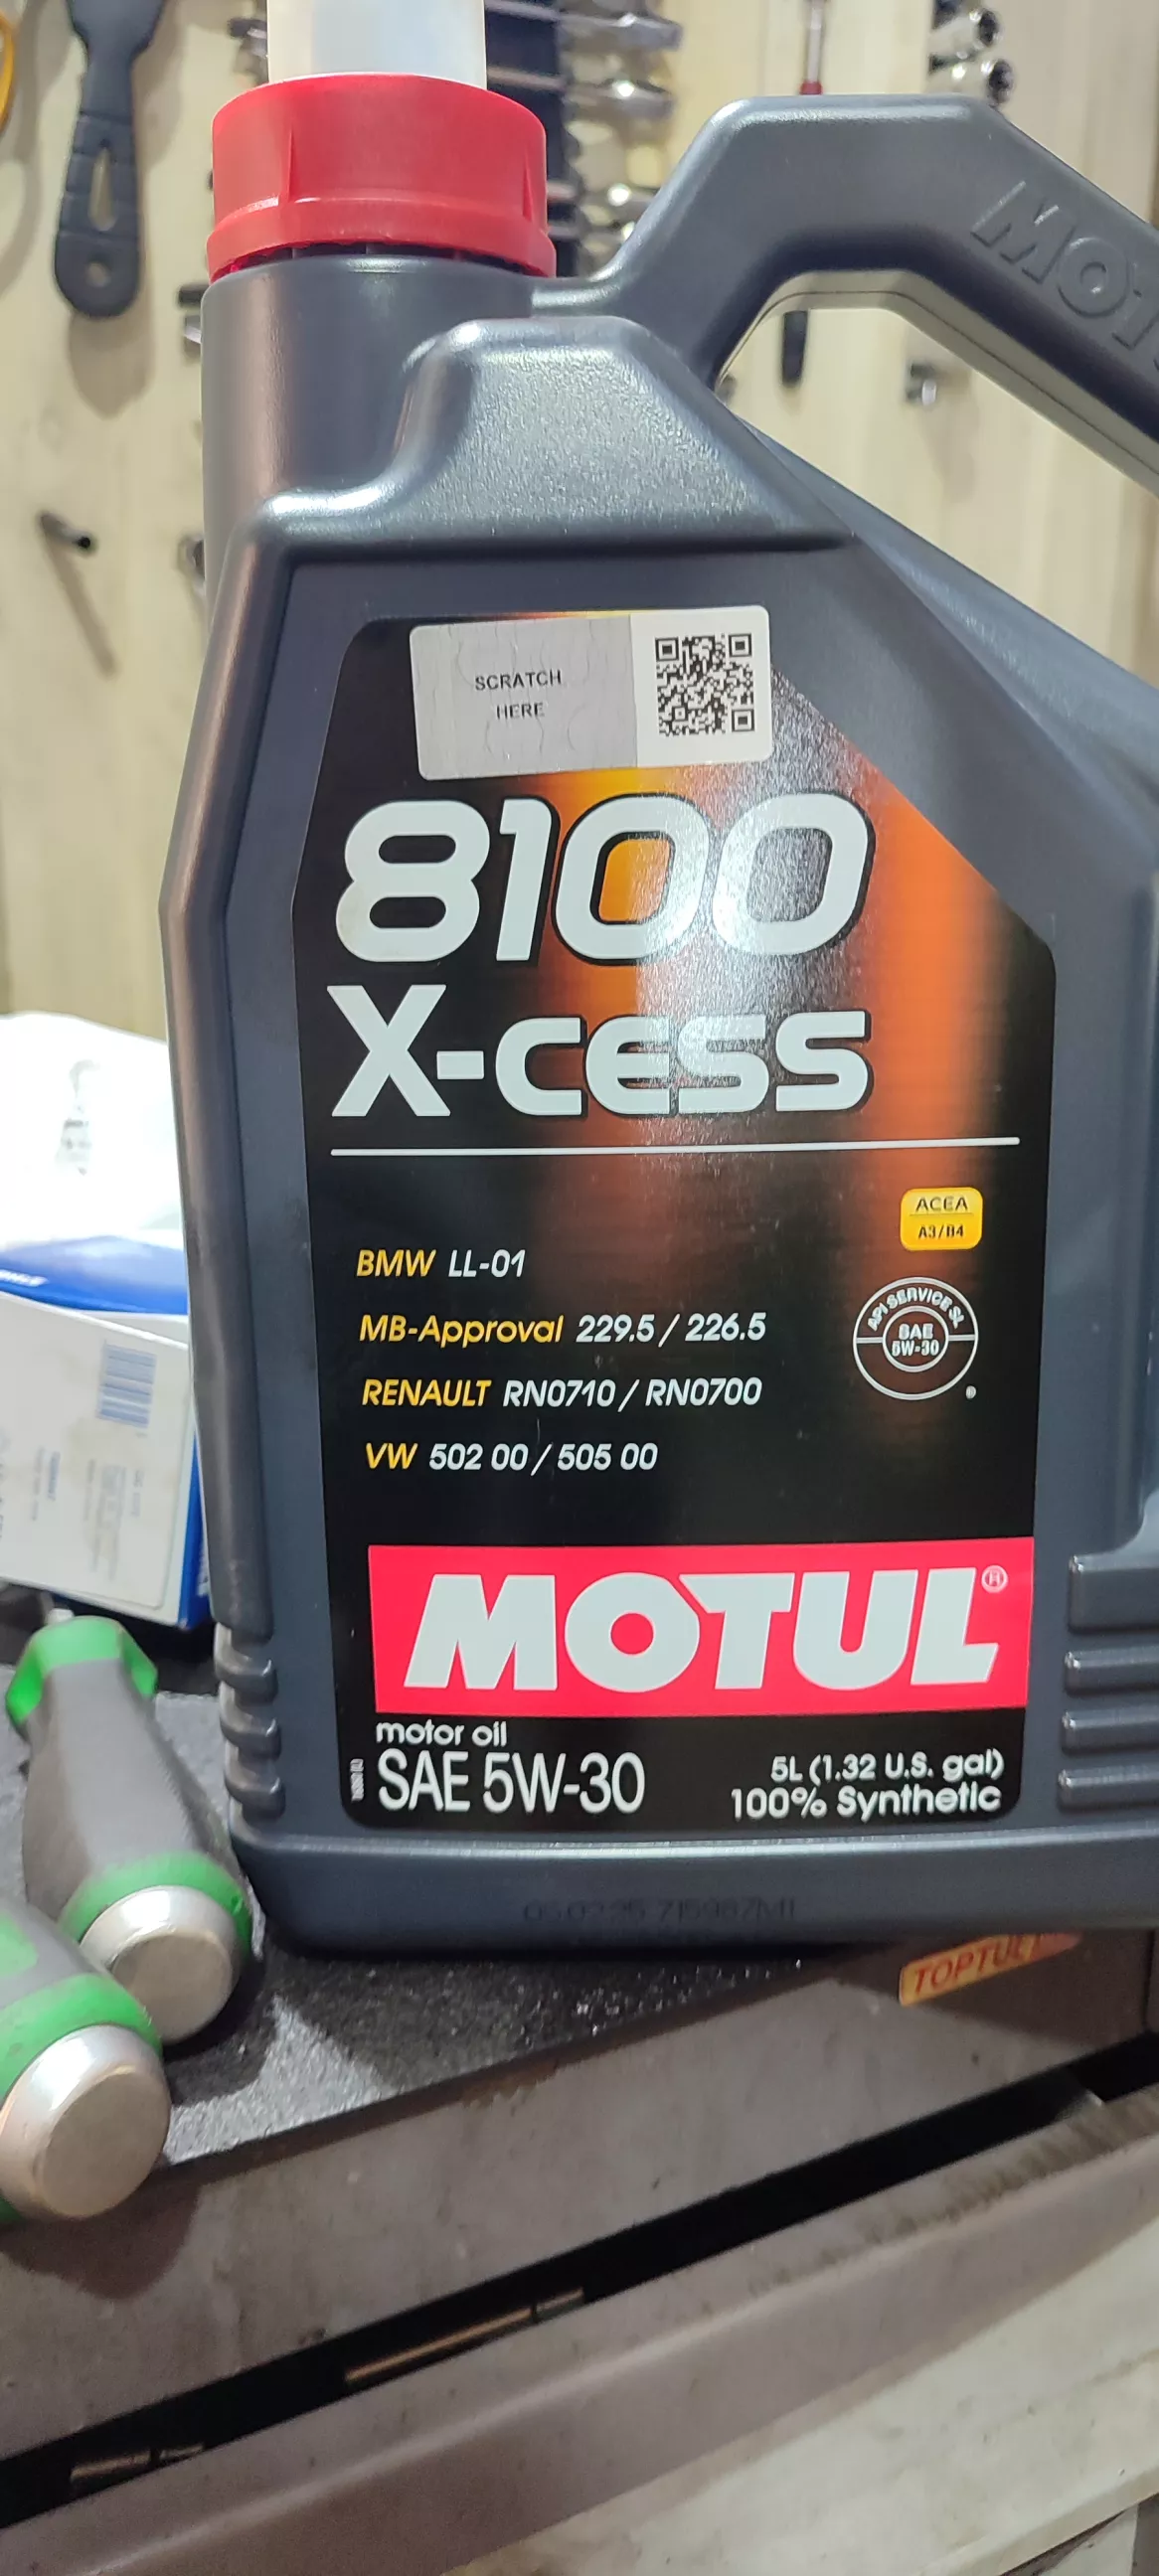 MOTU
SCRATCH
HERE
8100
X-cess
ACEA
A3/B4
BMW LL-01
MB-Approval 229.5 / 226.5
RENAULT RN0710 / RN0700
VW 502 00 / 505 00
API SERVICE SL
SAE
5W-30
®
MOTUL®
motor oil
SAE 5W-30
5L (1.32 U.S. gal)
100% Synthetic
TOPTUL